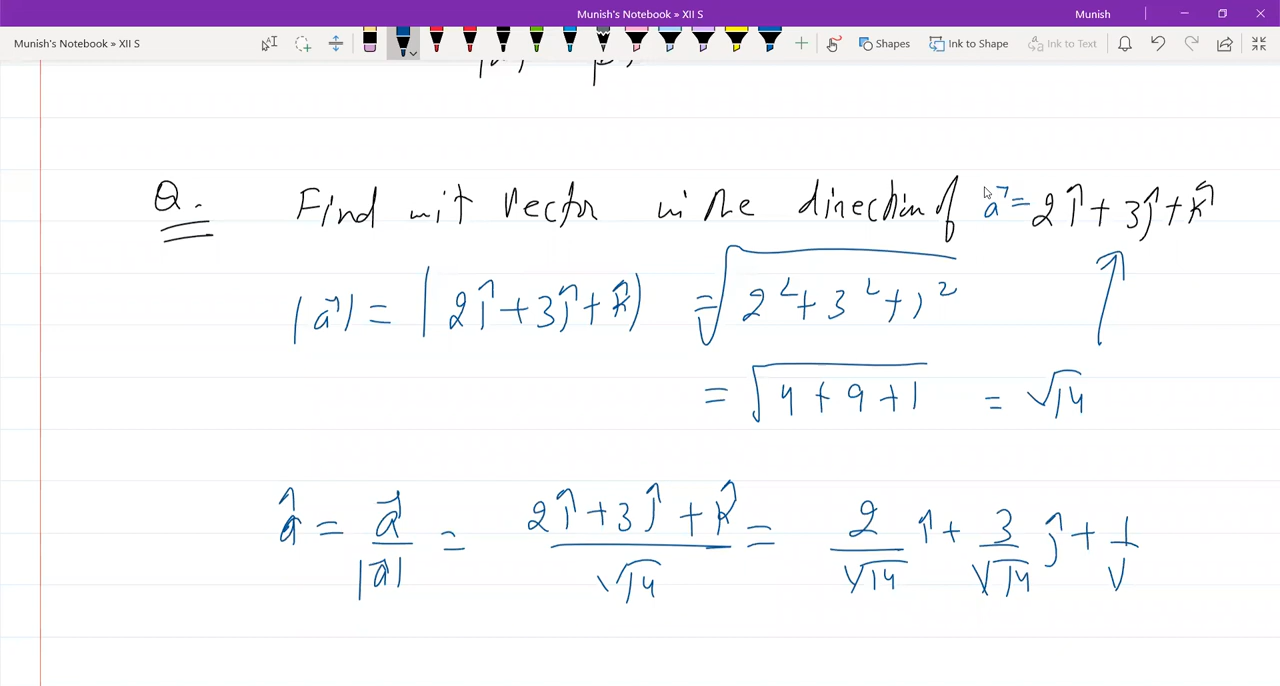 Munish's Notebook » XII S
Munish
Munish's Notebook » XII S
Shapes Ink to Shape Ink to Text
Q. Find unit vector in the direction of a⃗ = 2î + 3ĵ + k̂
|a⃗| = |2î + 3ĵ + k̂| = √(2² + 3² + 1²)
= √(4 + 9 + 1) = √14
â = a⃗/|a⃗| = (2î + 3ĵ + k̂)/√14 = 2/√14 î + 3/√14 ĵ + 1/√